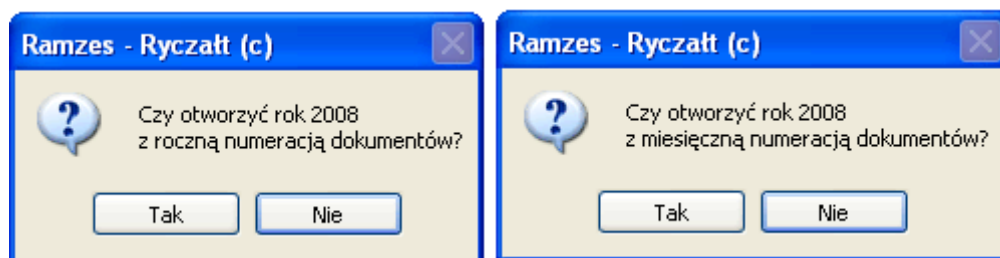 Ramzes - Ryczałt (c)
Czy otworzyć rok 2008
z roczną numeracją dokumentów?
Tak
Nie
Ramzes - Ryczałt (c)
Czy otworzyć rok 2008
z miesięczną numeracją dokumentów?
Tak
Nie